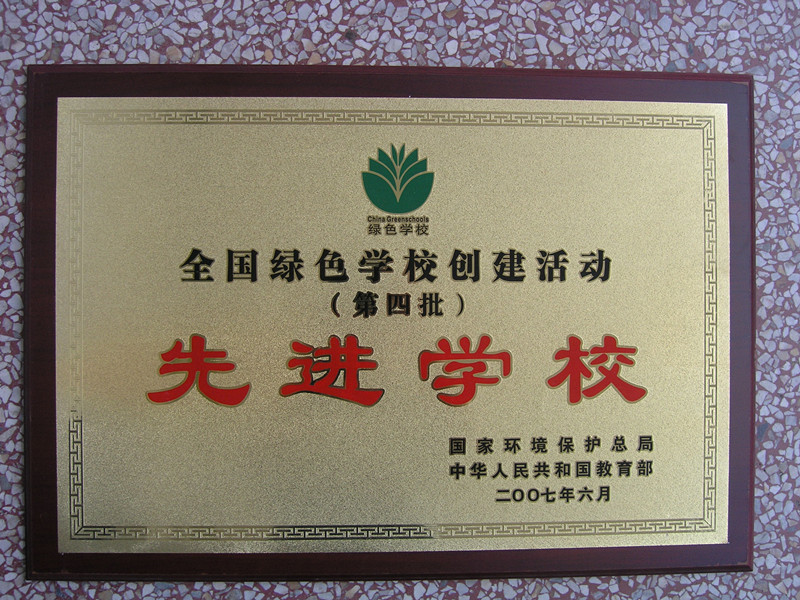 China Greenschools
绿色学校
全国绿色学校创建活动
（第四批）
先进学校
国家环境保护总局
中华人民共和国教育部
二〇〇七年六月